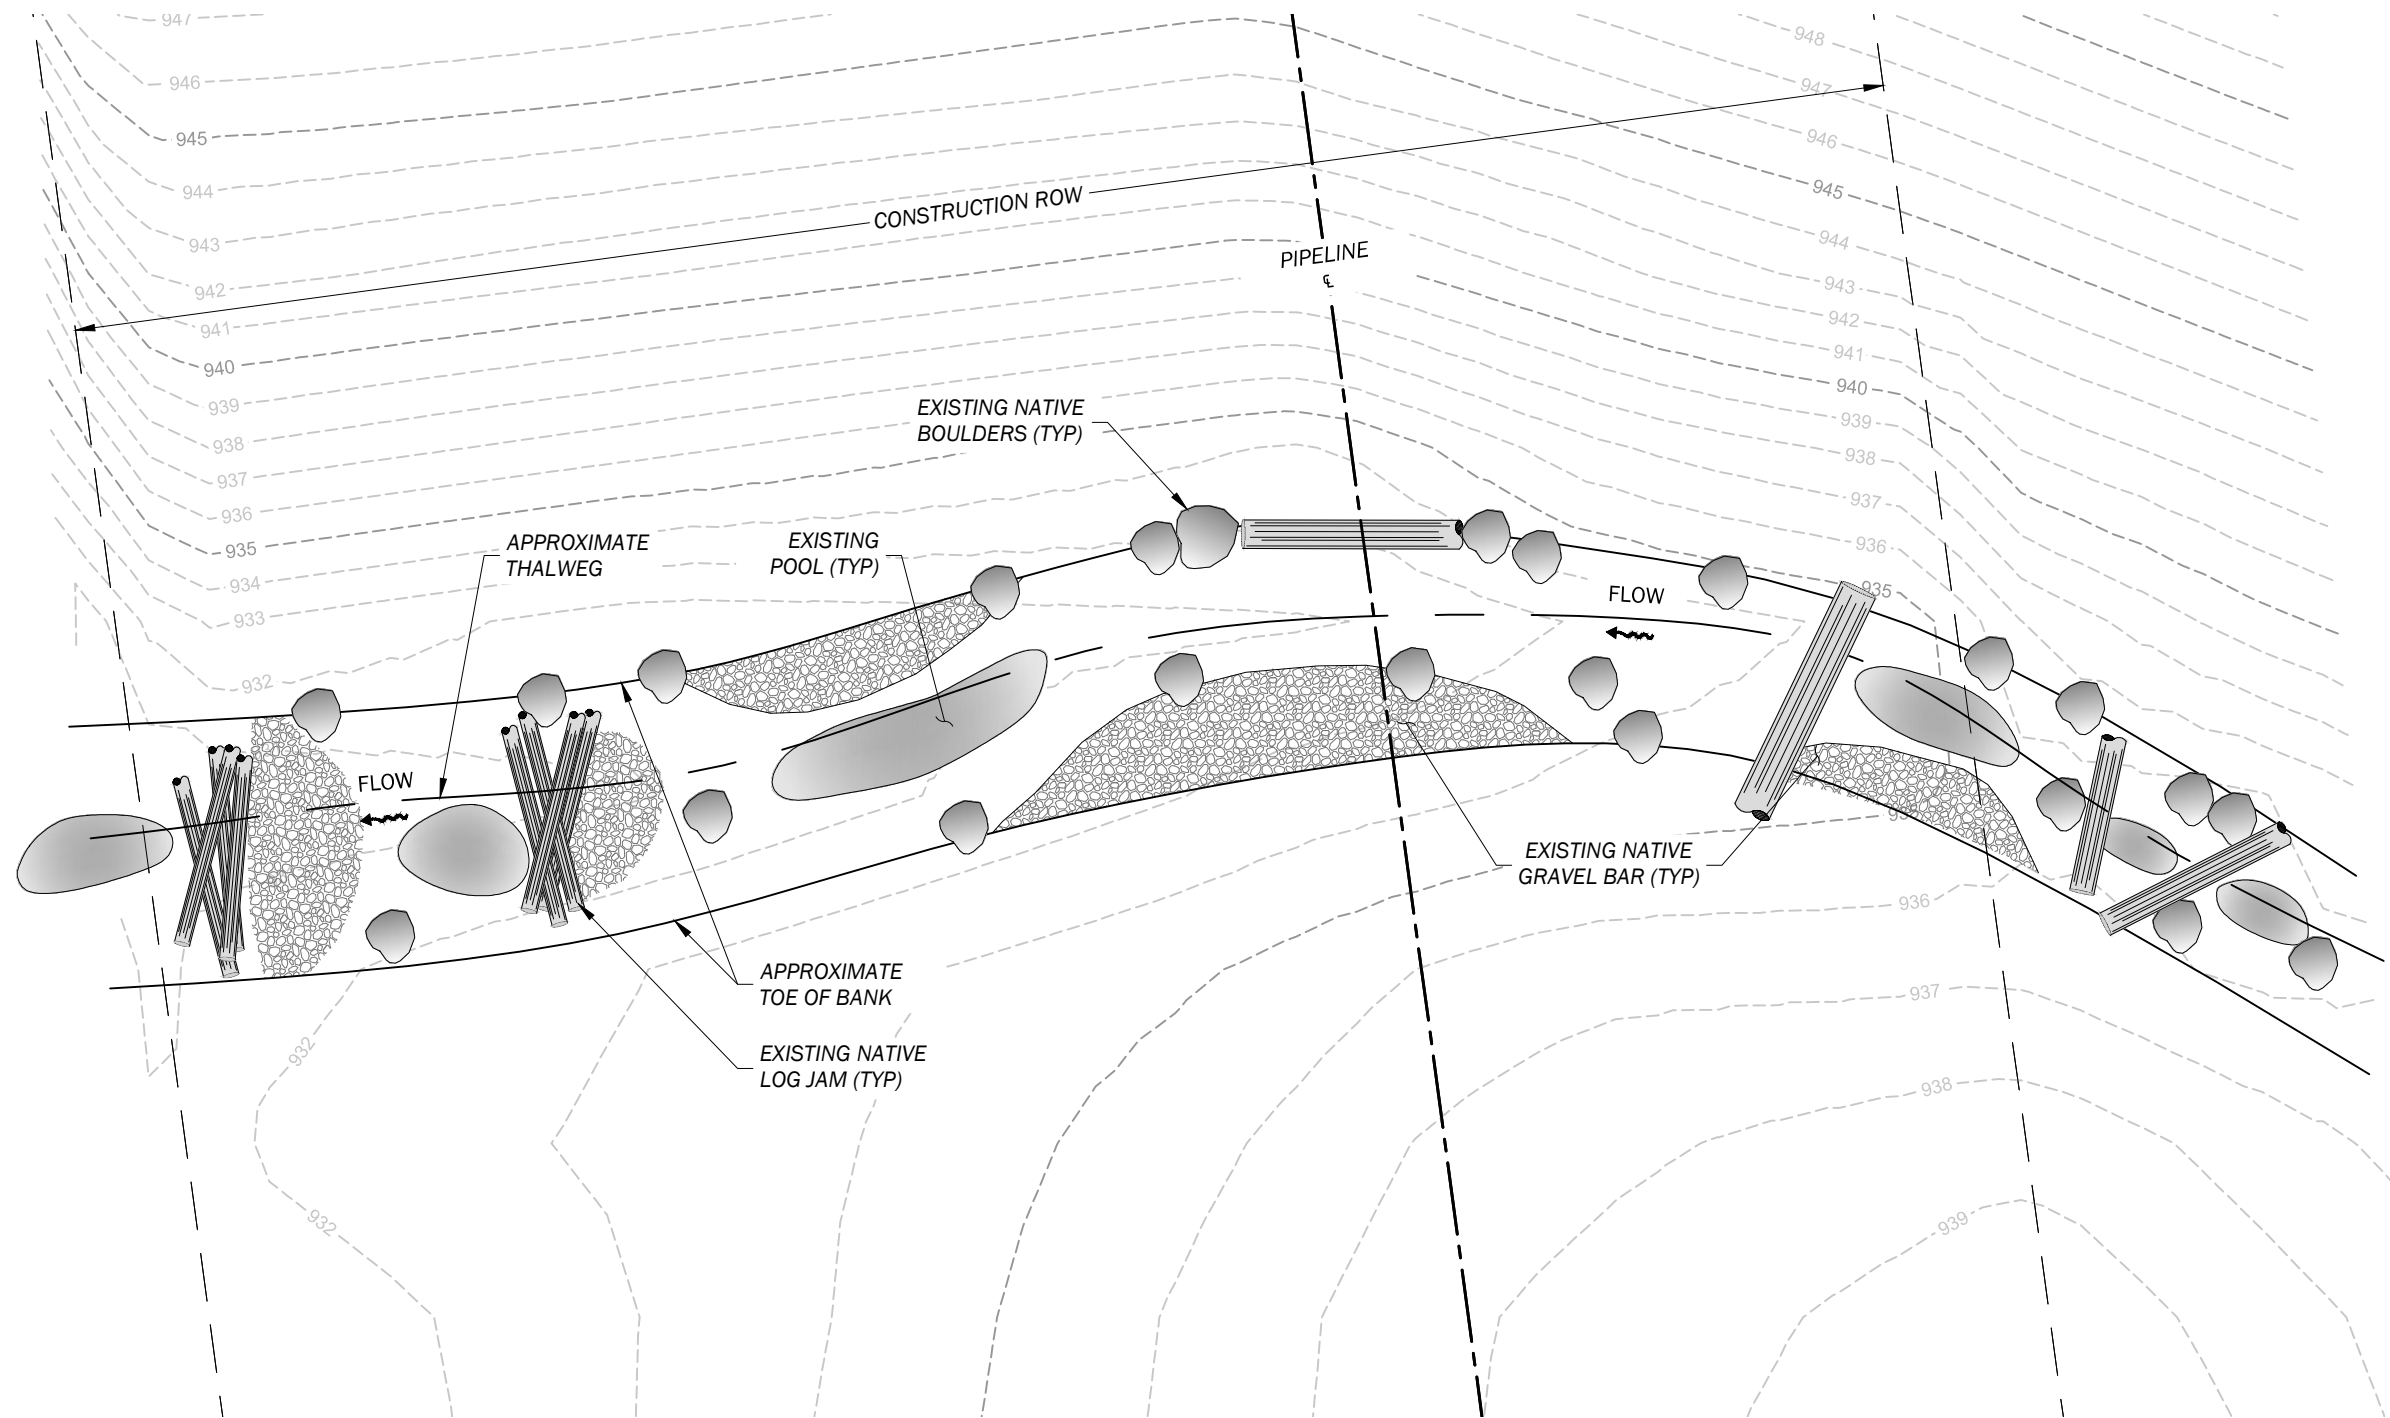 947
946
945
944
943
942
941
940
939
938
937
936
935
934
933
932
948
947
946
945
944
943
942
941
940
939
938
937
936
935
CONSTRUCTION ROW
PIPELINE
℄
EXISTING NATIVE
BOULDERS (TYP)
APPROXIMATE
THALWEG
EXISTING
POOL (TYP)
FLOW
FLOW
EXISTING NATIVE
GRAVEL BAR (TYP)
APPROXIMATE
TOE OF BANK
EXISTING NATIVE
LOG JAM (TYP)
932
932
936
937
938
939